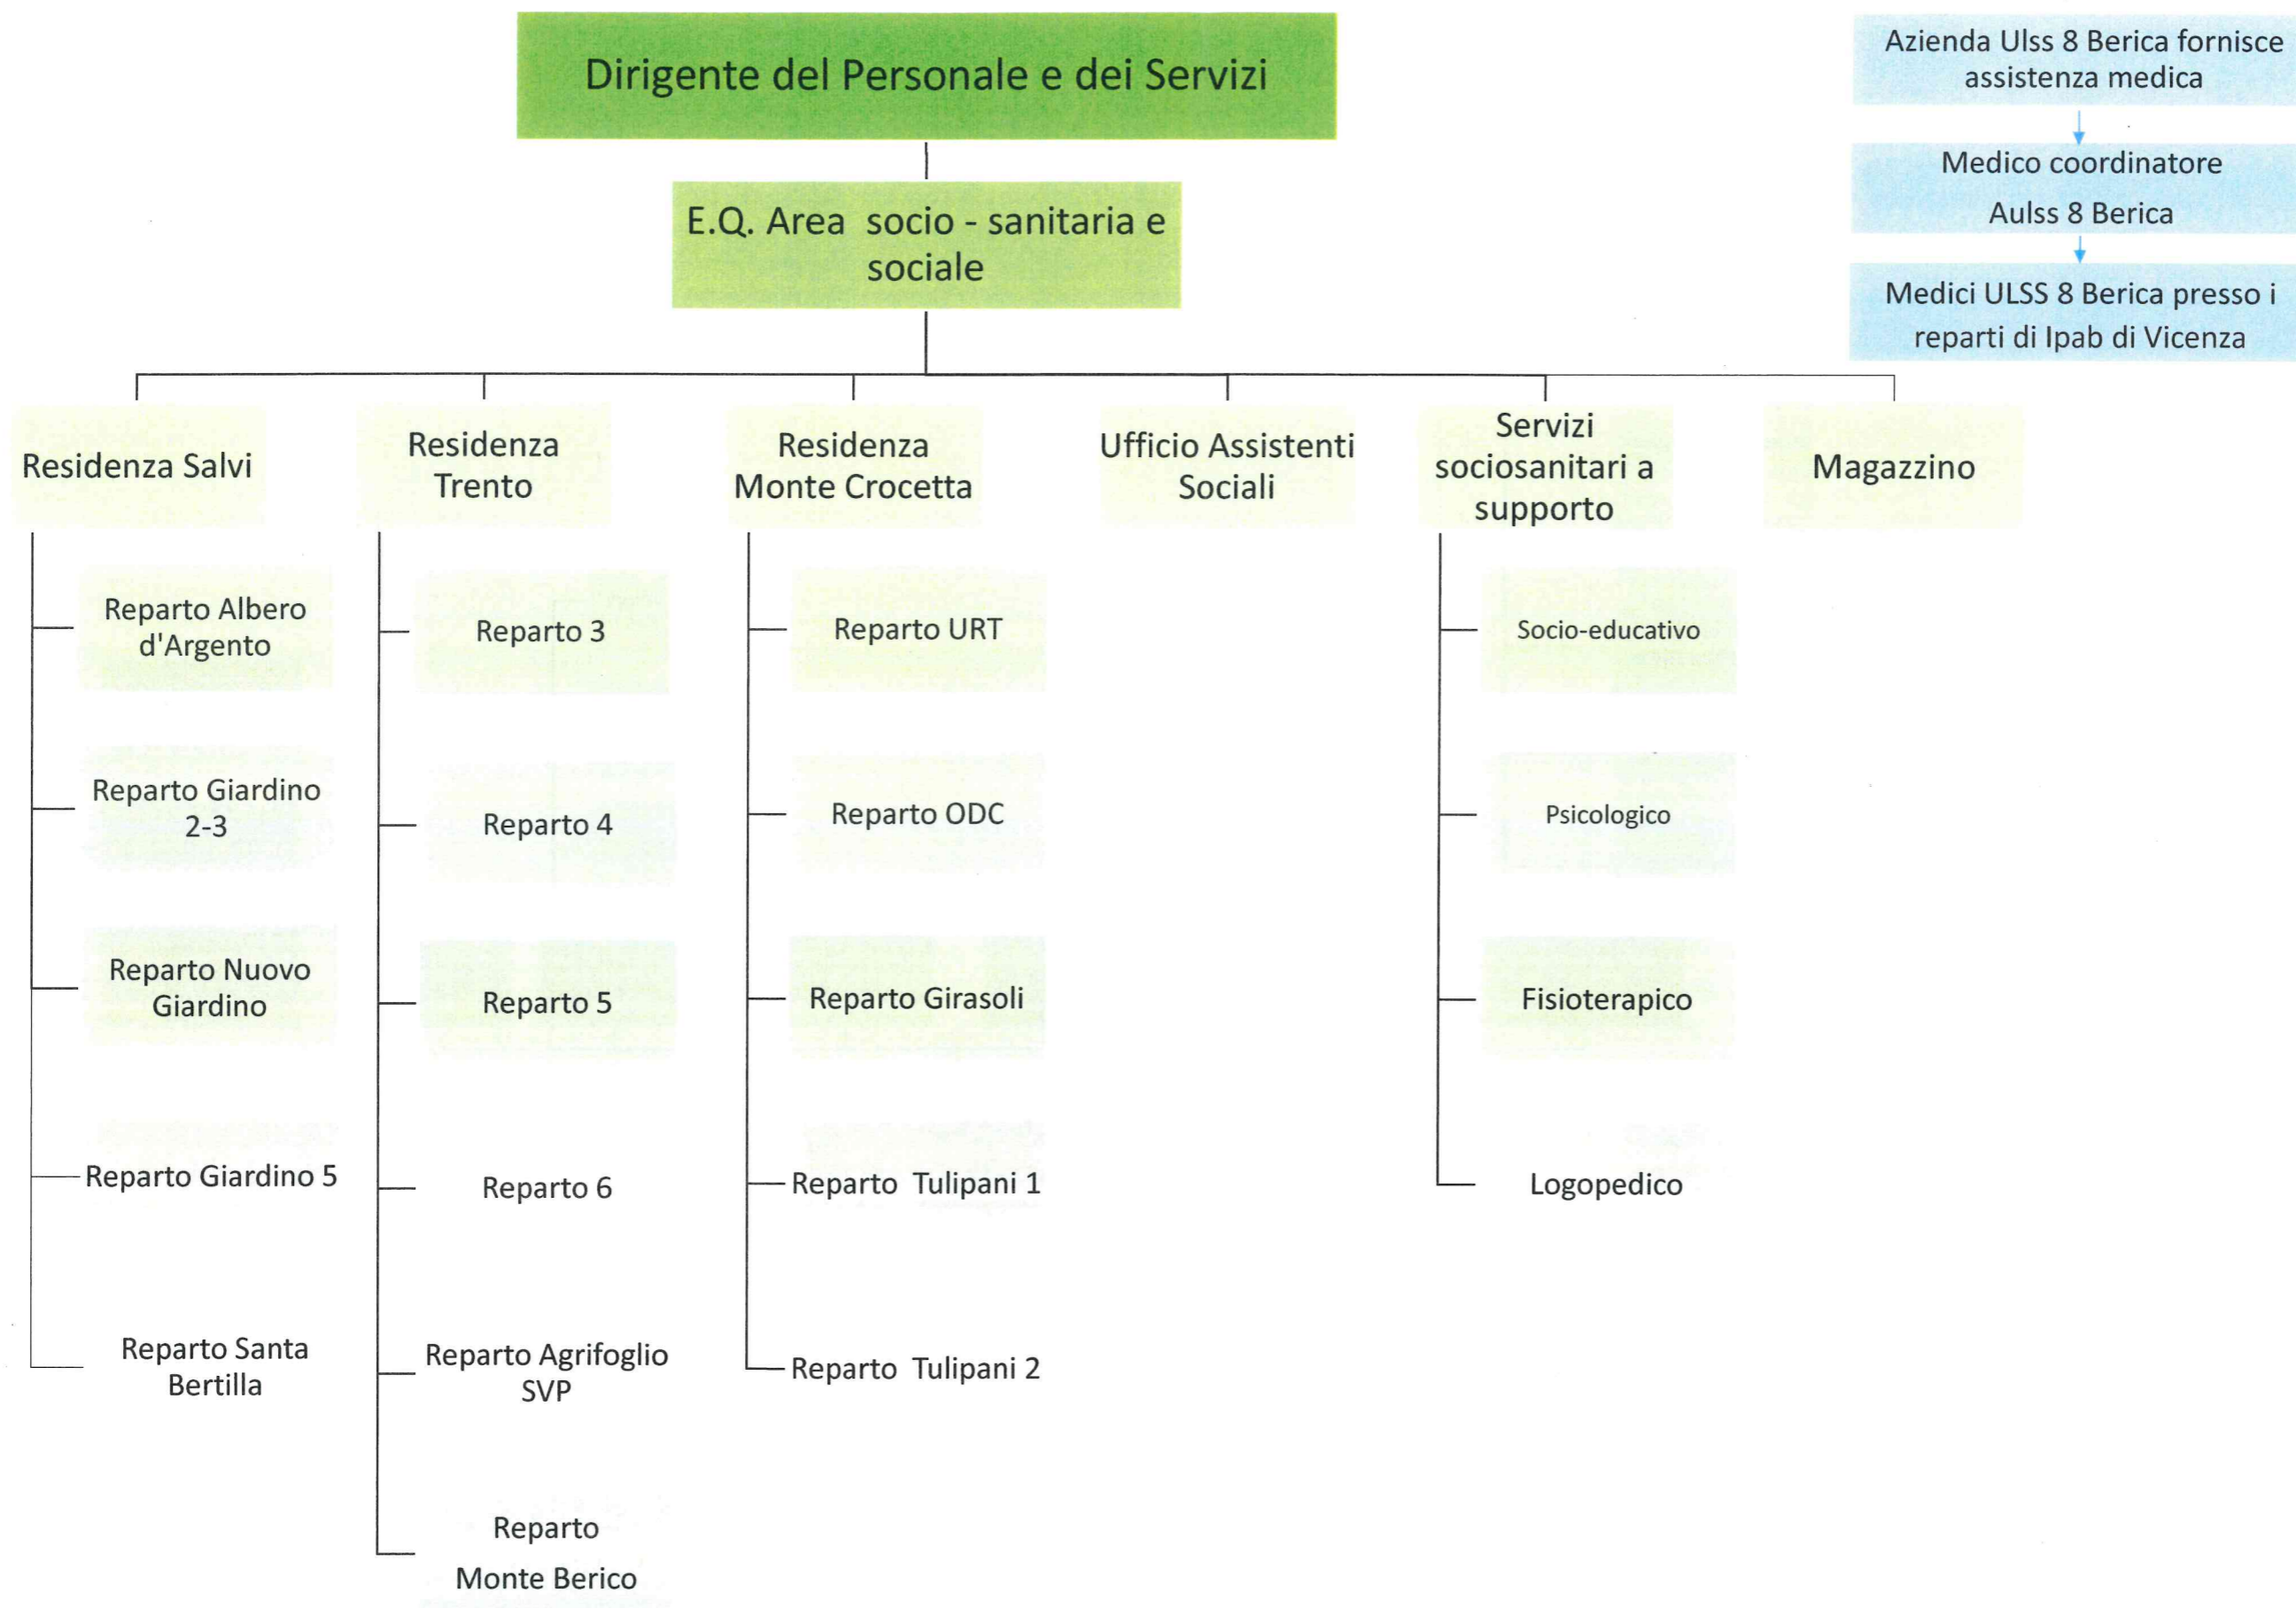 Dirigente del Personale e dei Servizi
E.Q. Area socio - sanitaria e
sociale
Azienda Ulss 8 Berica fornisce
assistenza medica
Medico coordinatore
Aulss 8 Berica
Medici ULSS 8 Berica presso i
reparti di Ipab di Vicenza
Residenza Salvi
Reparto Albero
d'Argento
Reparto Giardino
2-3
Reparto Nuovo
Giardino
Reparto Giardino 5
Reparto Santa
Bertilla
Residenza
Trento
Reparto 3
Reparto 4
Reparto 5
Reparto 6
Reparto Agrifoglio
SVP
Reparto
Monte Berico
Residenza
Monte Crocetta
Reparto URT
Reparto ODC
Reparto Girasoli
Reparto Tulipani 1
Reparto Tulipani 2
Ufficio Assistenti
Sociali
Servizi
sociosanitari a
supporto
Socio-educativo
Psicologico
Fisioterapico
Logopedico
Magazzino